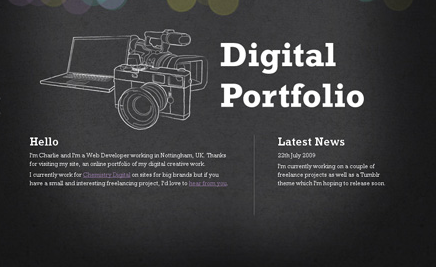 Digital
Portfolio
Hello
I'm Charlie and I'm a Web Developer working in Nottingham, UK. Thanks
for visiting my site, an online portfolio of my digital creative work.
I currently work for Chemistry Digital on sites for big brands but if you
have a small and interesting freelancing project, I'd love to hear from you.
Latest News
22th July 2009
I'm currently working on a couple of
freelance projects as well as a Tumblr
theme which I'm hoping to release soon.